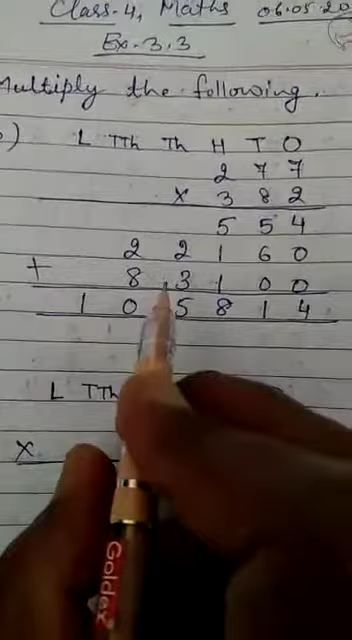 Class-4, Maths 06.05.20
Ex-3.3
Multiply the following.
) L TTh Th H T O
2 7 7
x 3 8 2
5 5 4
2 2 1 6 0
+ 8 3 1 0 0
1 0 5 8 1 4
L TTh
x
Goldex